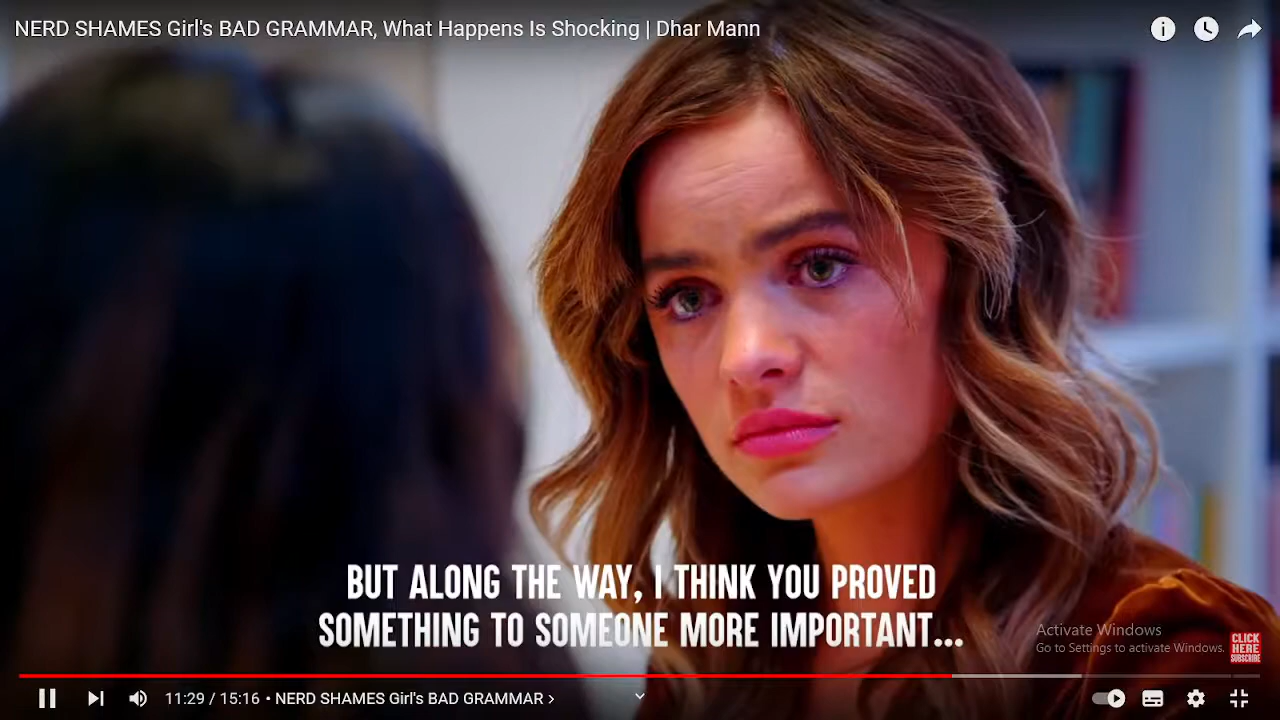 NERD SHAMES Girl's BAD GRAMMAR, What Happens Is Shocking | Dhar Mann
BUT ALONG THE WAY, I THINK YOU PROVED
SOMETHING TO SOMEONE MORE IMPORTANT...
Activate Windows
Go to Settings to activate Windows.
CLICK
HERE
SUBSCRIBE
11:29 / 15:16 • NERD SHAMES Girl's BAD GRAMMAR ›